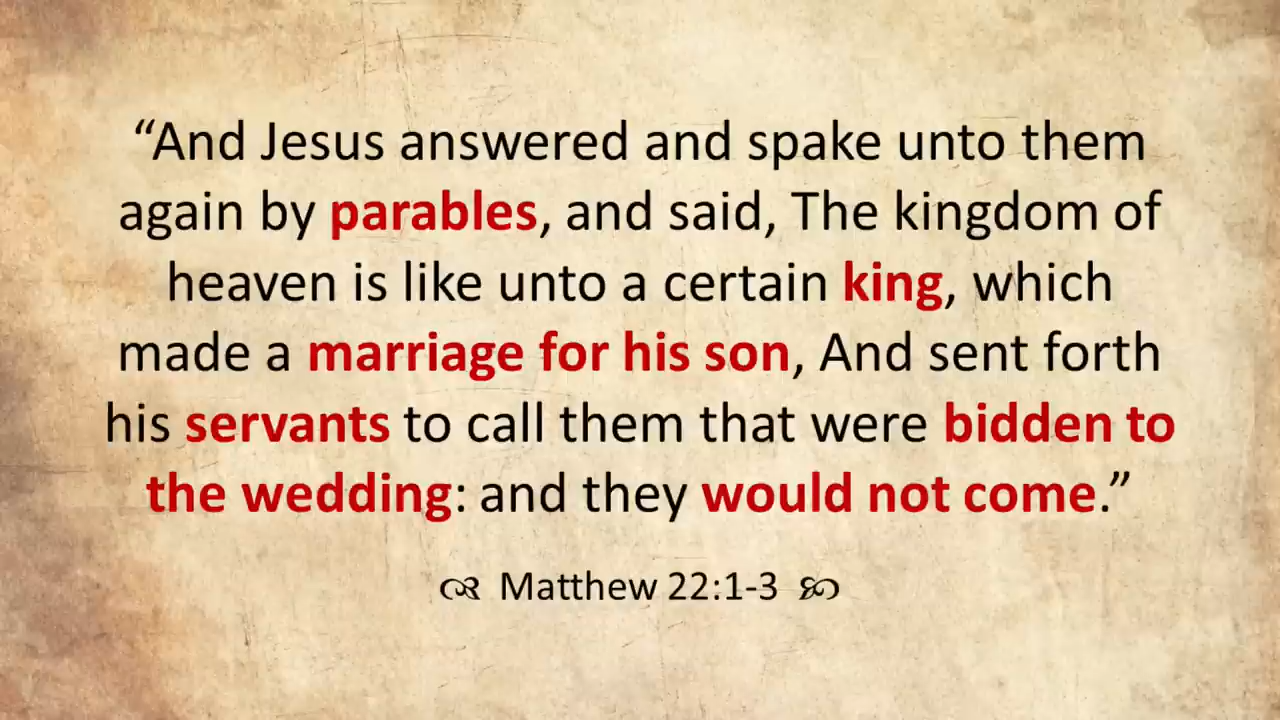 “And Jesus answered and spake unto them
again by parables, and said, The kingdom of
heaven is like unto a certain king, which
made a marriage for his son, And sent forth
his servants to call them that were bidden to
the wedding: and they would not come.”
Matthew 22:1-3